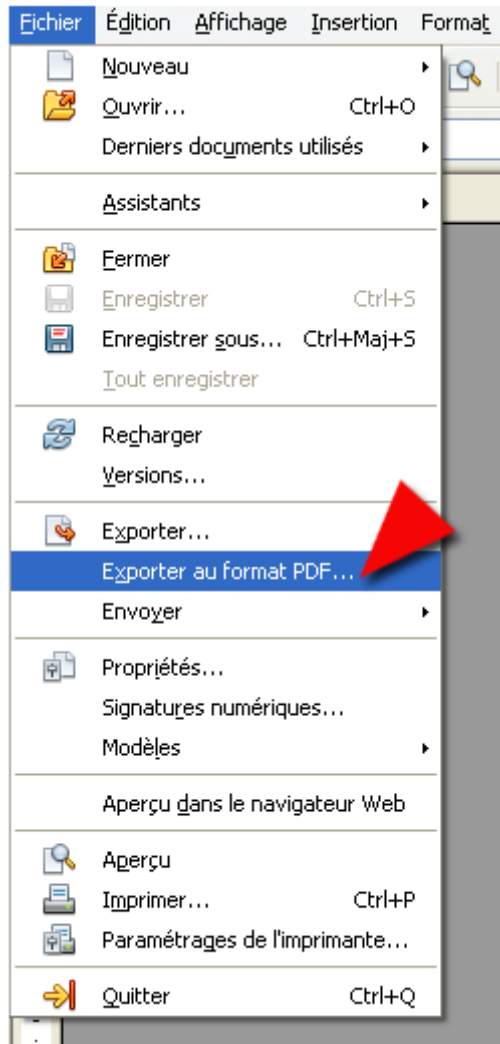 Fichier Édition Affichage Insertion Format
Nouveau
Ouvrir... Ctrl+O
Derniers documents utilisés
Assistants
Fermer
Enregistrer Ctrl+S
Enregistrer sous... Ctrl+Maj+S
Tout enregistrer
Recharger
Versions...
Exporter...
Exporter au format PDF...
Envoyer
Propriétés...
Signatures numériques...
Modèles
Aperçu dans le navigateur Web
Aperçu
Imprimer... Ctrl+P
Paramétrages de l'imprimante...
Quitter Ctrl+Q